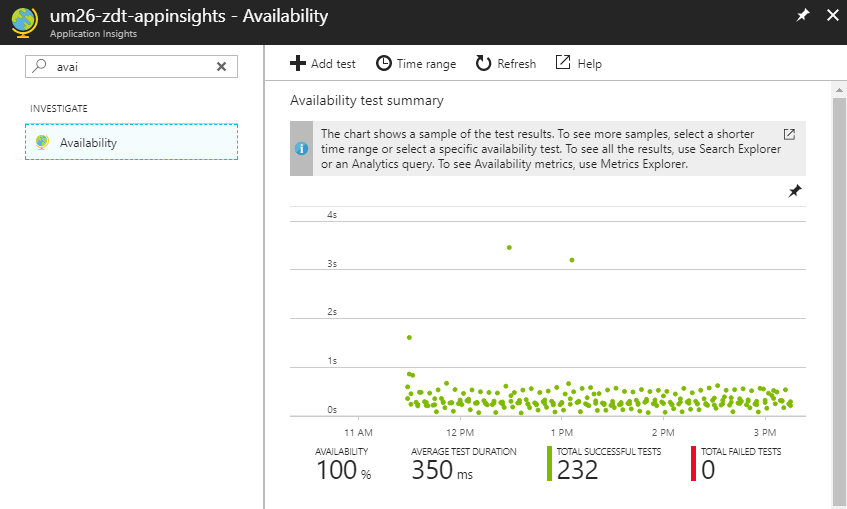 um26-zdt-appinsights - Availability
Application Insights
avai
INVESTIGATE
Availability
Add test
Time range
Refresh
Help
Availability test summary
The chart shows a sample of the test results. To see more samples, select a shorter
time range or select a specific availability test. To see all the results, use Search Explorer
or an Analytics query. To see Availability metrics, use Metrics Explorer.
4s
3s
2s
1s
0s
11 AM
12 PM
1 PM
2 PM
3 PM
AVAILABILITY
100 %
AVERAGE TEST DURATION
350 ms
TOTAL SUCCESSFUL TESTS
232
TOTAL FAILED TESTS
0